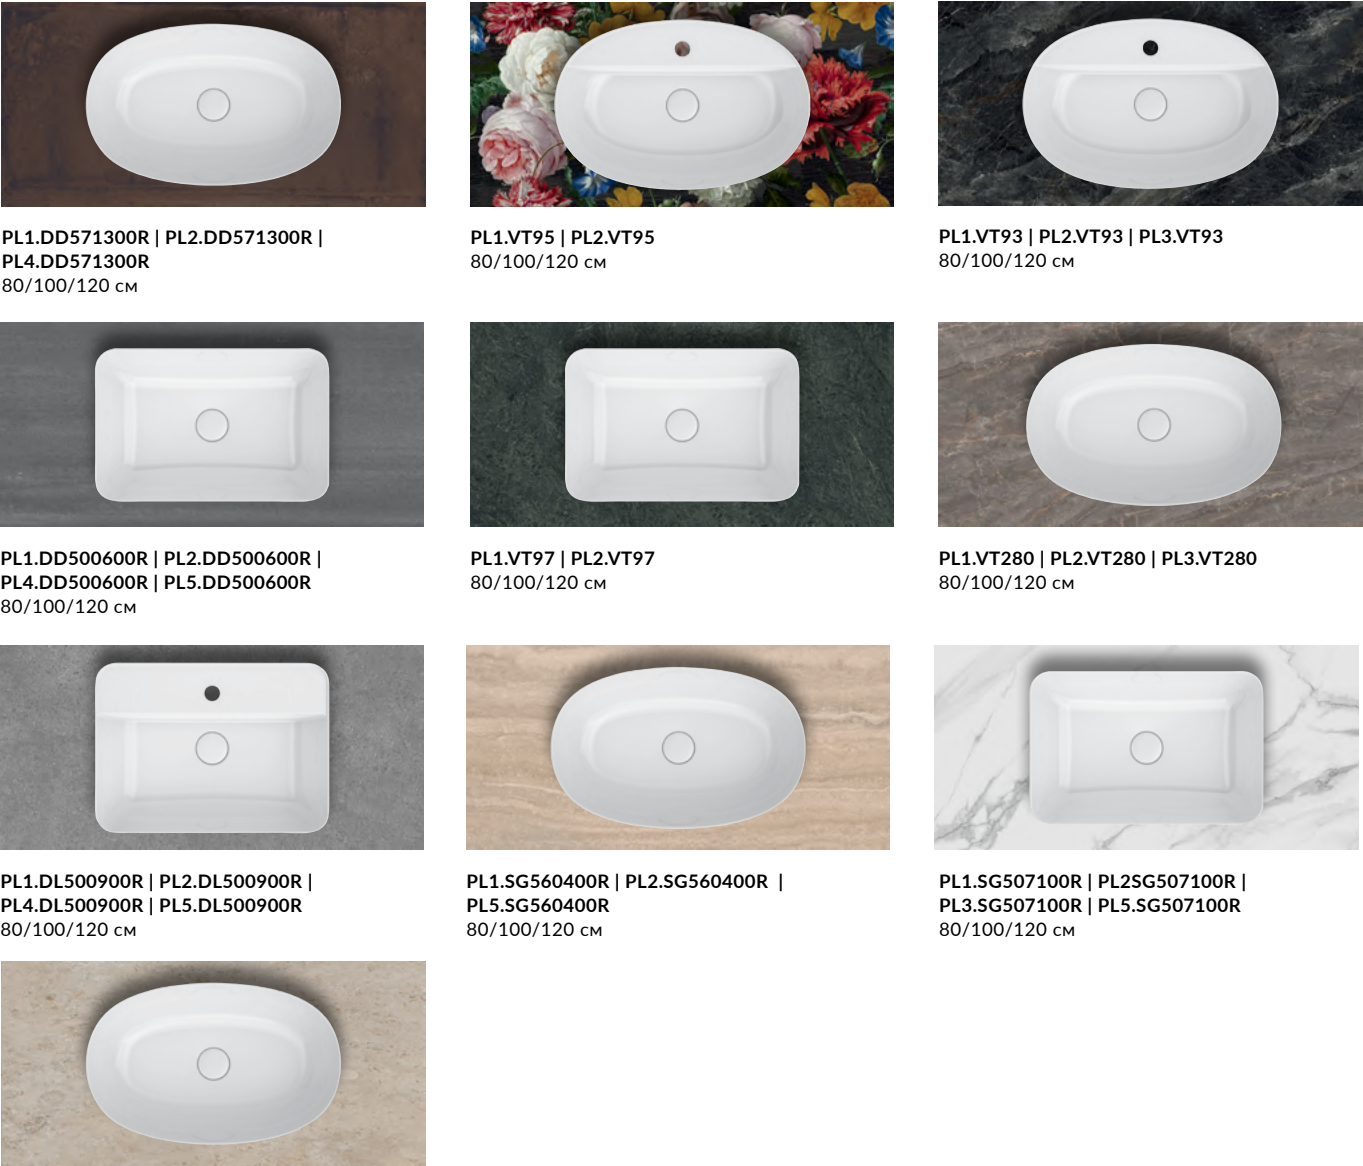 PL1.DD571300R | PL2.DD571300R |
PL4.DD571300R
80/100/120 см
PL1.VT95 | PL2.VT95
80/100/120 см
PL1.VT93 | PL2.VT93 | PL3.VT93
80/100/120 см
PL1.DD500600R | PL2.DD500600R |
PL4.DD500600R | PL5.DD500600R
80/100/120 см
PL1.VT97 | PL2.VT97
80/100/120 см
PL1.VT280 | PL2.VT280 | PL3.VT280
80/100/120 см
PL1.DL500900R | PL2.DL500900R |
PL4.DL500900R | PL5.DL500900R
80/100/120 см
PL1.SG560400R | PL2.SG560400R |
PL5.SG560400R
80/100/120 см
PL1.SG507100R | PL2SG507100R |
PL3.SG507100R | PL5.SG507100R
80/100/120 см